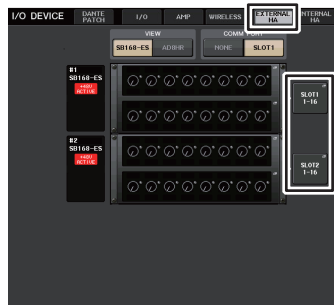 I/O DEVICE
DANTE PATCH
I/O
AMP
WIRELESS
EXTERNAL HA
INTERNAL HA
VIEW
COMM PORT
SB168-ES
AD8HR
NONE
SLOT1
#1
SB168-ES
+48V
ACTIVE
SLOT1
1-16
#2
SB168-ES
+48V
ACTIVE
SLOT2
1-16